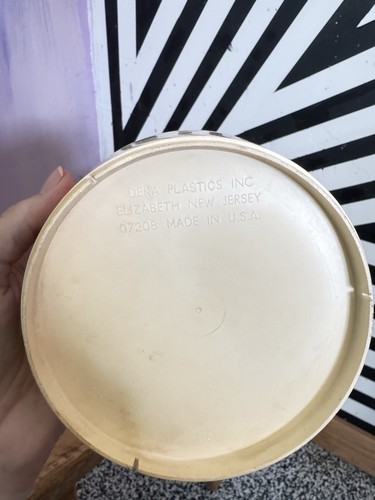 DENA PLASTICS INC
ELIZABETH NEW JERSEY
07208 MADE IN U.S.A.